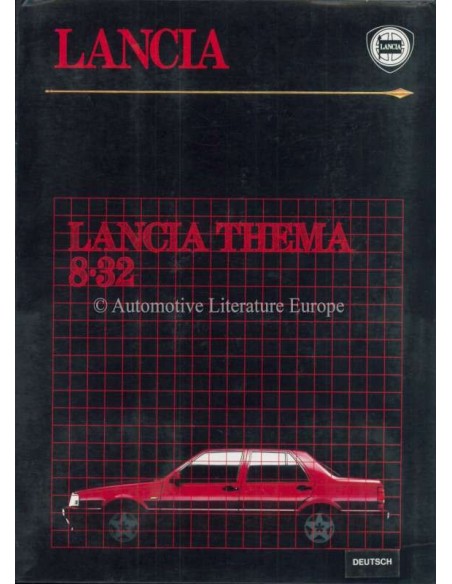 LANCIA
LANCIA
LANCIA THEMA
8·32
© Automotive Literature Europe
DEUTSCH